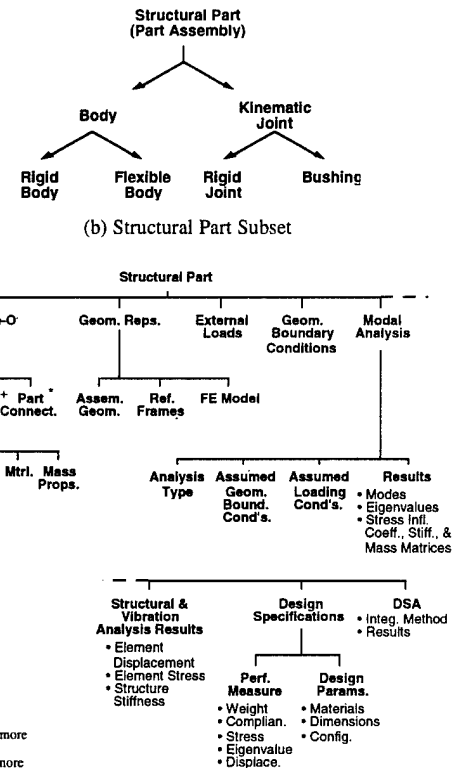 Structural Part
(Part Assembly)
Body
Kinematic
Joint
Rigid
Body
Flexible
Body
Rigid
Joint
Bushing
(b) Structural Part Subset
Structural Part
-O
Geom. Reps.
External
Loads
Geom.
Boundary
Conditions
Modal
Analysis
+ Part *
Connect.
Assem.
Geom.
Ref.
Frames
FE Model
Mtrl.
Mass
Props.
Analysis
Type
Assumed
Geom.
Bound.
Cond's.
Assumed
Loading
Cond's.
Results
• Modes
• Eigenvalues
• Stress Infl.
Coeff., Stiff., &
Mass Matrices
Structural &
Vibration
Analysis Results
• Element
Displacement
• Element Stress
• Structure
Stiffness
Design
Specifications
DSA
• Integ. Method
• Results
Perf.
Measure
• Weight
• Complian.
• Stress
• Eigenvalue
• Displace.
Design
Params.
• Materials
• Dimensions
• Config.
more
more